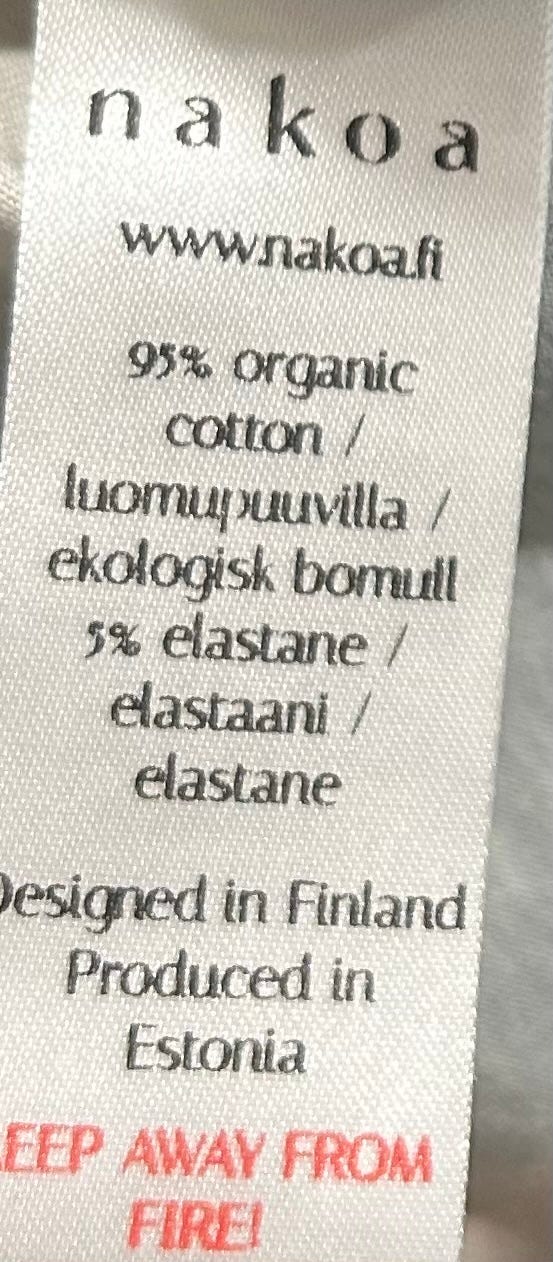 nakoa
www.nakoa.fi
95% organic
cotton /
luomupuuvilla /
ekologisk bomull
5% elastane /
elastaani /
elastane
Designed in Finland
Produced in
Estonia
EEP AWAY FROM
FIRE!